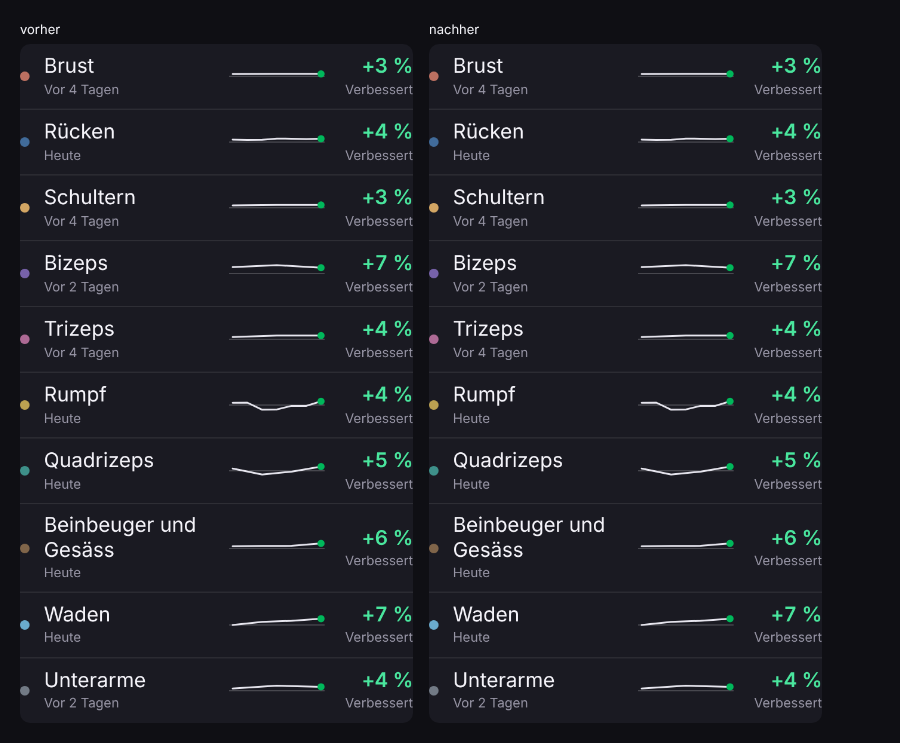 vorher
Brust
+3 %
Vor 4 Tagen
Verbessert
Rücken
+4 %
Heute
Verbessert
Schultern
+3 %
Vor 4 Tagen
Verbessert
Bizeps
+7 %
Vor 2 Tagen
Verbessert
Trizeps
+4 %
Vor 4 Tagen
Verbessert
Rumpf
+4 %
Heute
Verbessert
Quadrizeps
+5 %
Heute
Verbessert
Beinbeuger und
Gesäss
+6 %
Heute
Verbessert
Waden
+7 %
Heute
Verbessert
Unterarme
+4 %
Vor 2 Tagen
Verbessert
nachher
Brust
+3 %
Vor 4 Tagen
Verbessert
Rücken
+4 %
Heute
Verbessert
Schultern
+3 %
Vor 4 Tagen
Verbessert
Bizeps
+7 %
Vor 2 Tagen
Verbessert
Trizeps
+4 %
Vor 4 Tagen
Verbessert
Rumpf
+4 %
Heute
Verbessert
Quadrizeps
+5 %
Heute
Verbessert
Beinbeuger und
Gesäss
+6 %
Heute
Verbessert
Waden
+7 %
Heute
Verbessert
Unterarme
+4 %
Vor 2 Tagen
Verbessert